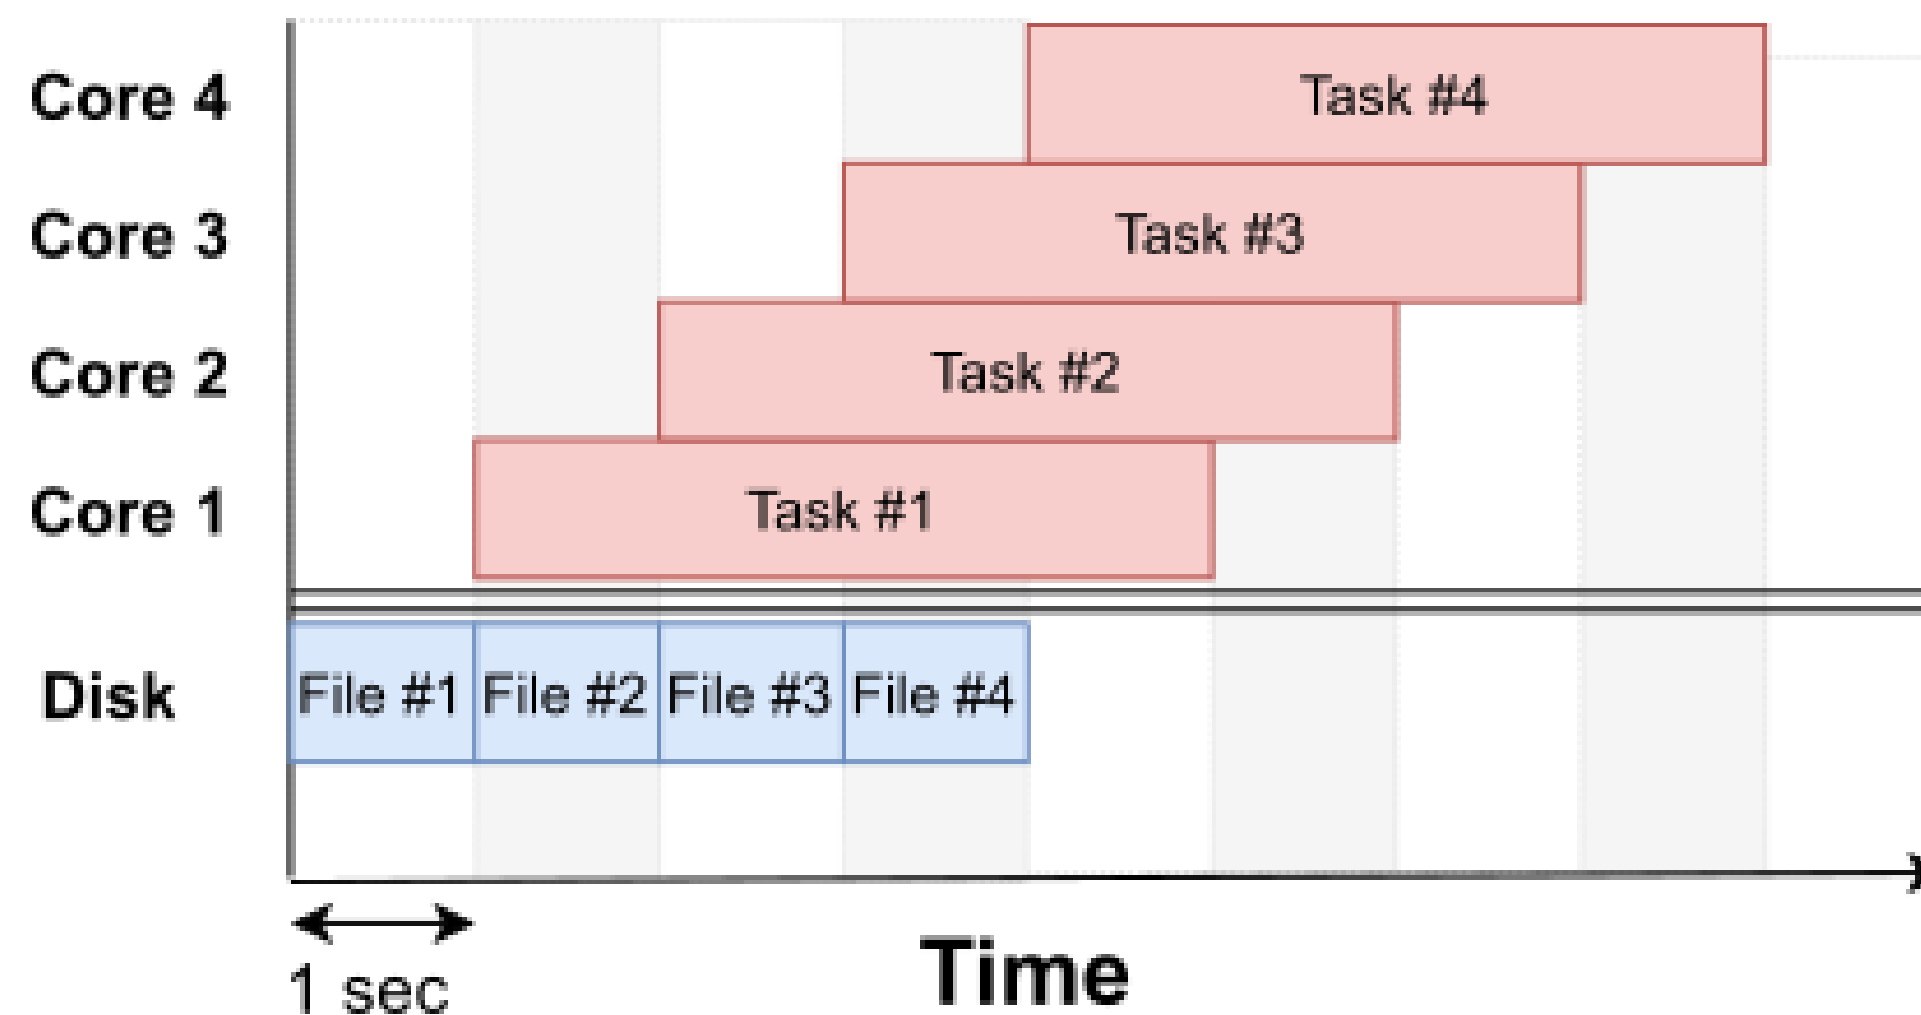 Core 4
Task #4
Core 3
Task #3
Core 2
Task #2
Core 1
Task #1
Disk
File #1
File #2
File #3
File #4
1 sec
Time